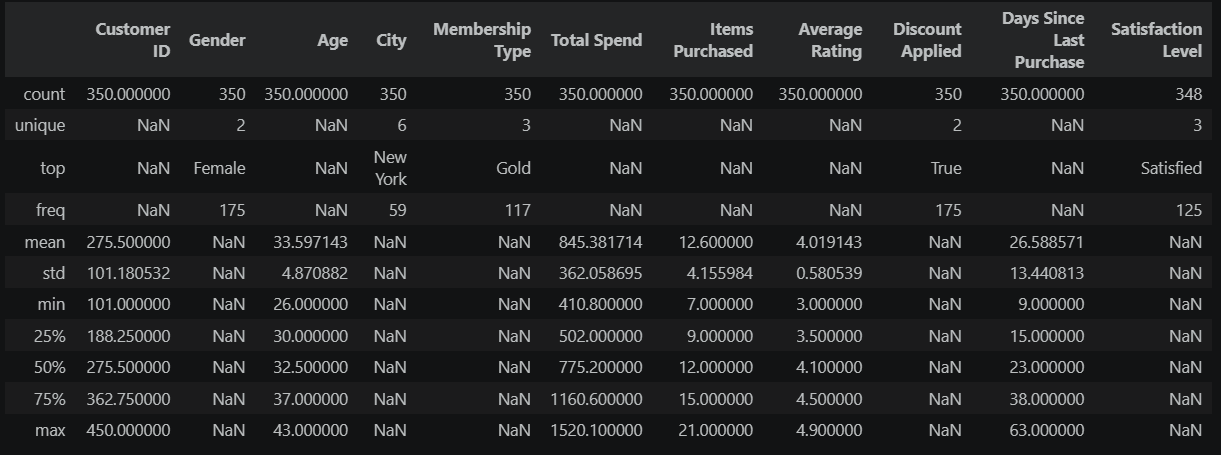 Customer ID Gender Age City Membership Type Total Spend Items Purchased Average Rating Discount Applied Days Since Last Purchase Satisfaction Level
count 350.000000 350 350.000000 350 350 350.000000 350.000000 350.000000 350 350.000000 348
unique NaN 2 NaN 6 3 NaN NaN NaN 2 NaN 3
top NaN Female NaN New York Gold NaN NaN NaN True NaN Satisfied
freq NaN 175 NaN 59 117 NaN NaN NaN 175 NaN 125
mean 275.500000 NaN 33.597143 NaN NaN 845.381714 12.600000 4.019143 NaN 26.588571 NaN
std 101.180532 NaN 4.870882 NaN NaN 362.058695 4.155984 0.580539 NaN 13.440813 NaN
min 101.000000 NaN 26.000000 NaN NaN 410.800000 7.000000 3.000000 NaN 9.000000 NaN
25% 188.250000 NaN 30.000000 NaN NaN 502.000000 9.000000 3.500000 NaN 15.000000 NaN
50% 275.500000 NaN 32.500000 NaN NaN 775.200000 12.000000 4.100000 NaN 23.000000 NaN
75% 362.750000 NaN 37.000000 NaN NaN 1160.600000 15.000000 4.500000 NaN 38.000000 NaN
max 450.000000 NaN 43.000000 NaN NaN 1520.100000 21.000000 4.900000 NaN 63.000000 NaN